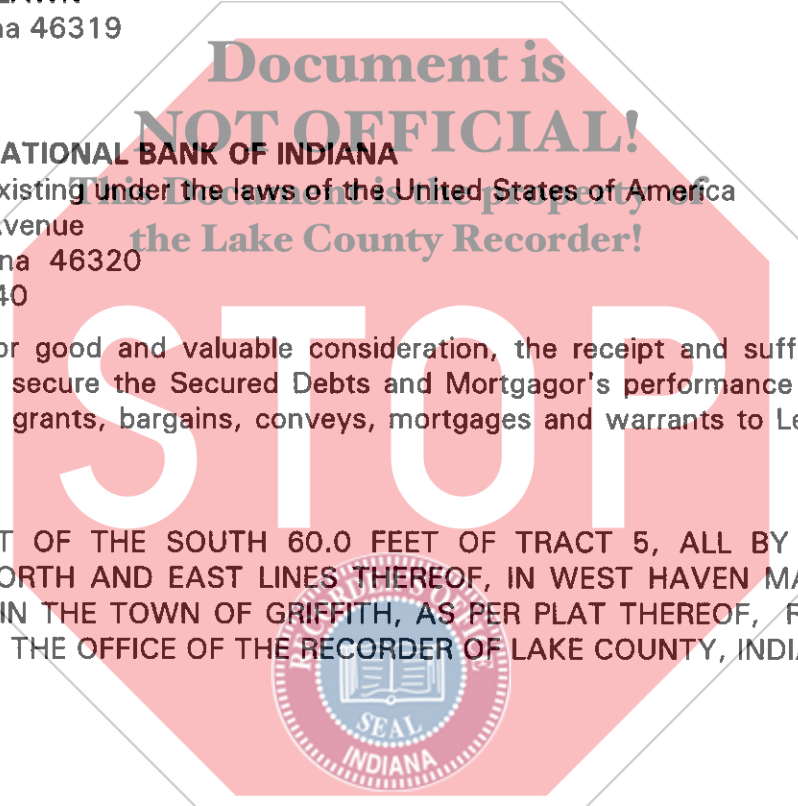 LAWN
na 46319
Document is
NOT OFFICIAL!
ATIONAL BANK OF INDIANA
xisting under the laws of the United States of America
This Document is the property of
venue
the Lake County Recorder!
na 46320
40
STOP
or good and valuable consideration, the receipt and suff
secure the Secured Debts and Mortgagor's performance
grants, bargains, conveys, mortgages and warrants to Le
T OF THE SOUTH 60.0 FEET OF TRACT 5, ALL BY
ORTH AND EAST LINES THEREOF, IN WEST HAVEN MA
IN THE TOWN OF GRIFFITH, AS PER PLAT THEREOF, R
THE OFFICE OF THE RECORDER OF LAKE COUNTY, INDIA
RECORDER'S OFFICE
SEAL
INDIANA